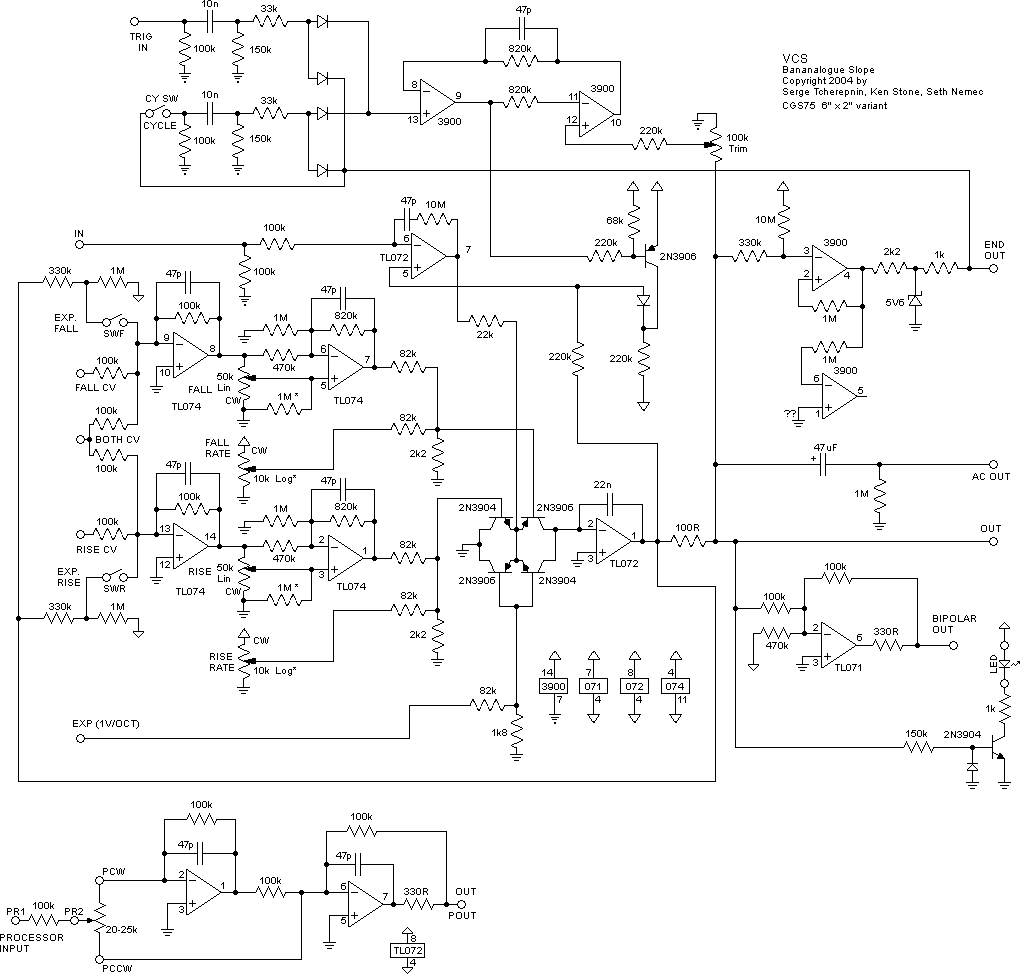 10n
33k
TRIG
IN
100k
150k
CY SW
CYCLE
10n
33k
100k
150k
47p
820k
8
13
9
3900
820k
11
12
3900
10
220k
100k
Trim
VCS
Bananalogue Slope
Copyright 2004 by
Serge Tcherepnin, Ken Stone, Seth Nemec
CGS75 6" x 2" variant
IN
100k
100k
47p
10M
6
5
7
TL072
68k
220k
2N3906
10M
330k
3
2
3900
4
2k2
1k
END
OUT
5V6
1M
1M
3900
6
5
1
??
330k
1M
EXP.
FALL
SWF
47p
100k
9
10
8
TL074
FALL CV
100k
100k
BOTH CV
100k
47p
1M
820k
470k
6
5
7
TL074
50k
Lin
FALL
CW
1M*
22k
82k
220k
220k
FALL
RATE
CW
10k Log*
82k
2k2
47uF
+
1M
AC OUT
RISE CV
100k
47p
100k
13
12
14
TL074
EXP.
RISE
SWR
330k
1M
47p
1M
820k
470k
2
3
1
TL074
RISE
50k
Lin
CW
1M*
82k
82k
2k2
RISE
RATE
CW
10k Log*
2N3904
2N3906
2N3906
2N3904
22n
2
3
1
TL072
100R
OUT
100k
100k
470k
2
3
6
TL071
330R
BIPOLAR
OUT
LED
1k
150k
2N3904
14
3900
7
7
071
4
8
072
4
4
074
11
EXP (1V/OCT)
82k
1k8
100k
47p
PCW
2
3
1
100k
PR1
100k
PR2
PROCESSOR
INPUT
20-25k
PCCW
100k
47p
6
5
7
330R
OUT
POUT
8
TL072
4